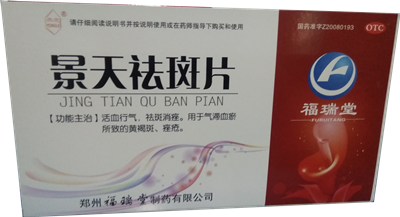 请仔细阅读说明书并按说明使用或在药师指导下购买和使用
国药准字Z20080193
OTC
景天祛斑片
JING TIAN QU BAN PIAN
【功能主治】活血行气、祛斑消痤。用于气滞血瘀
所致的黄褐斑、痤疮。
福瑞堂
FURUITANG
郑州福瑞堂制药有限公司